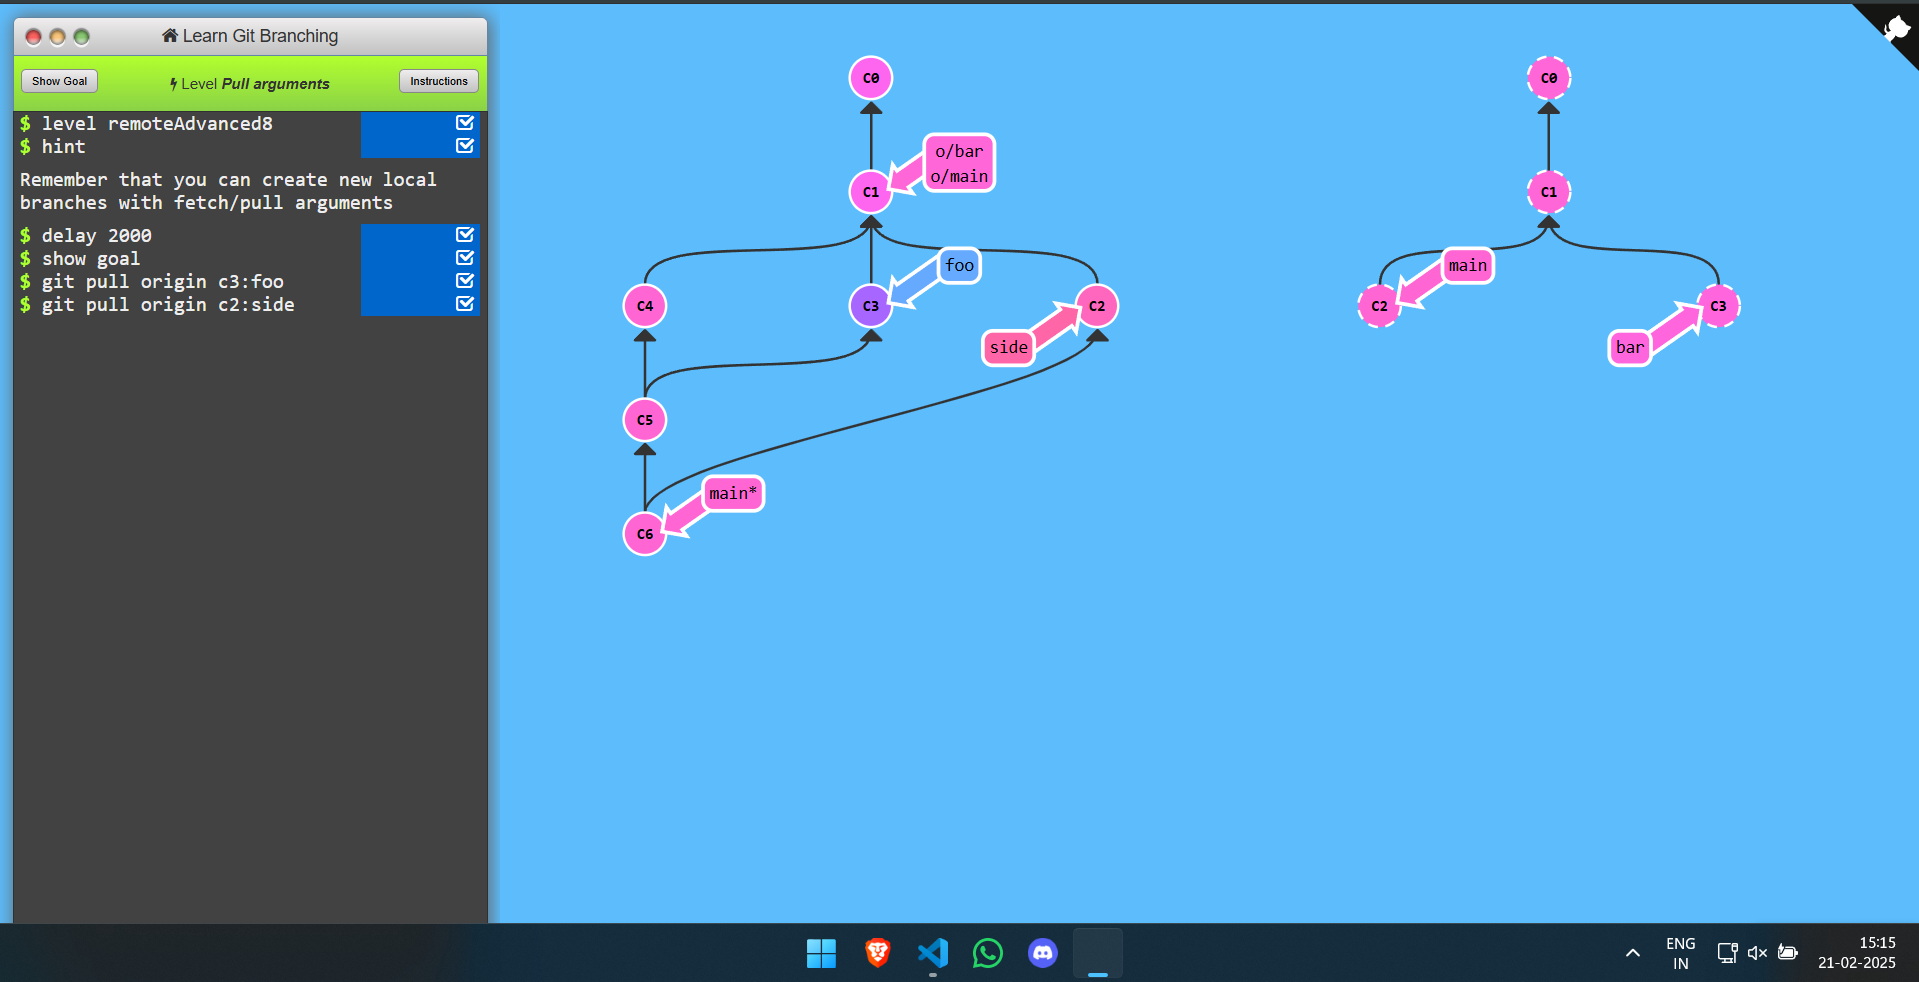 Learn Git Branching
Show Goal
Level Pull arguments
Instructions
$ level remoteAdvanced8
$ hint
Remember that you can create new local
branches with fetch/pull arguments
$ delay 2000
$ show goal
$ git pull origin c3:foo
$ git pull origin c2:side
C0
o/bar
o/main
C1
foo
C4
C3
C2
side
C5
main*
C6
C0
C1
main
C2
C3
bar
ENG
IN
15:15
21-02-2025